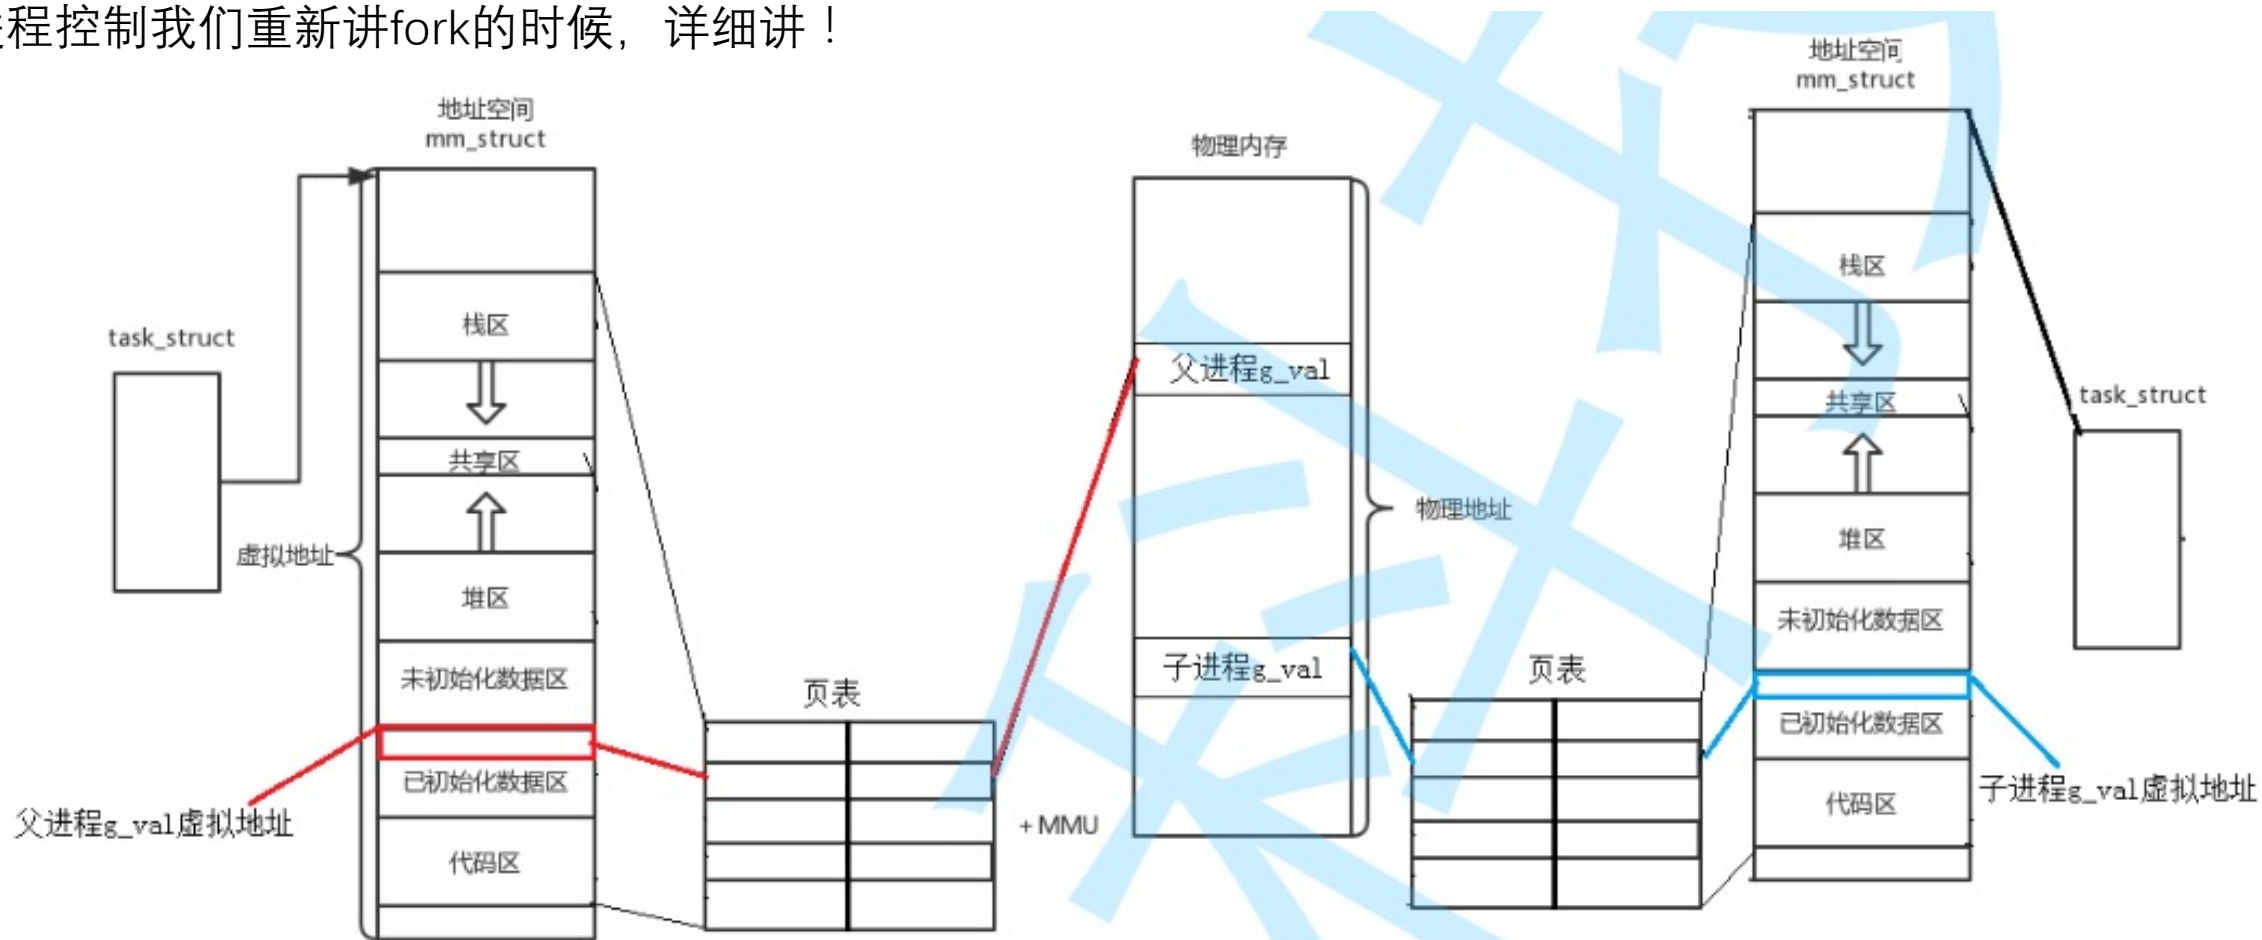 程控制我们重新讲fork的时候，详细讲！
地址空间
mm_struct
task_struct
虚拟地址
栈区
共享区
堆区
未初始化数据区
已初始化数据区
代码区
父进程g_val虚拟地址
页表
+ MMU
物理内存
父进程g_val
子进程g_val
物理地址
页表
地址空间
mm_struct
栈区
共享区
堆区
未初始化数据区
已初始化数据区
代码区
task_struct
子进程g_val虚拟地址